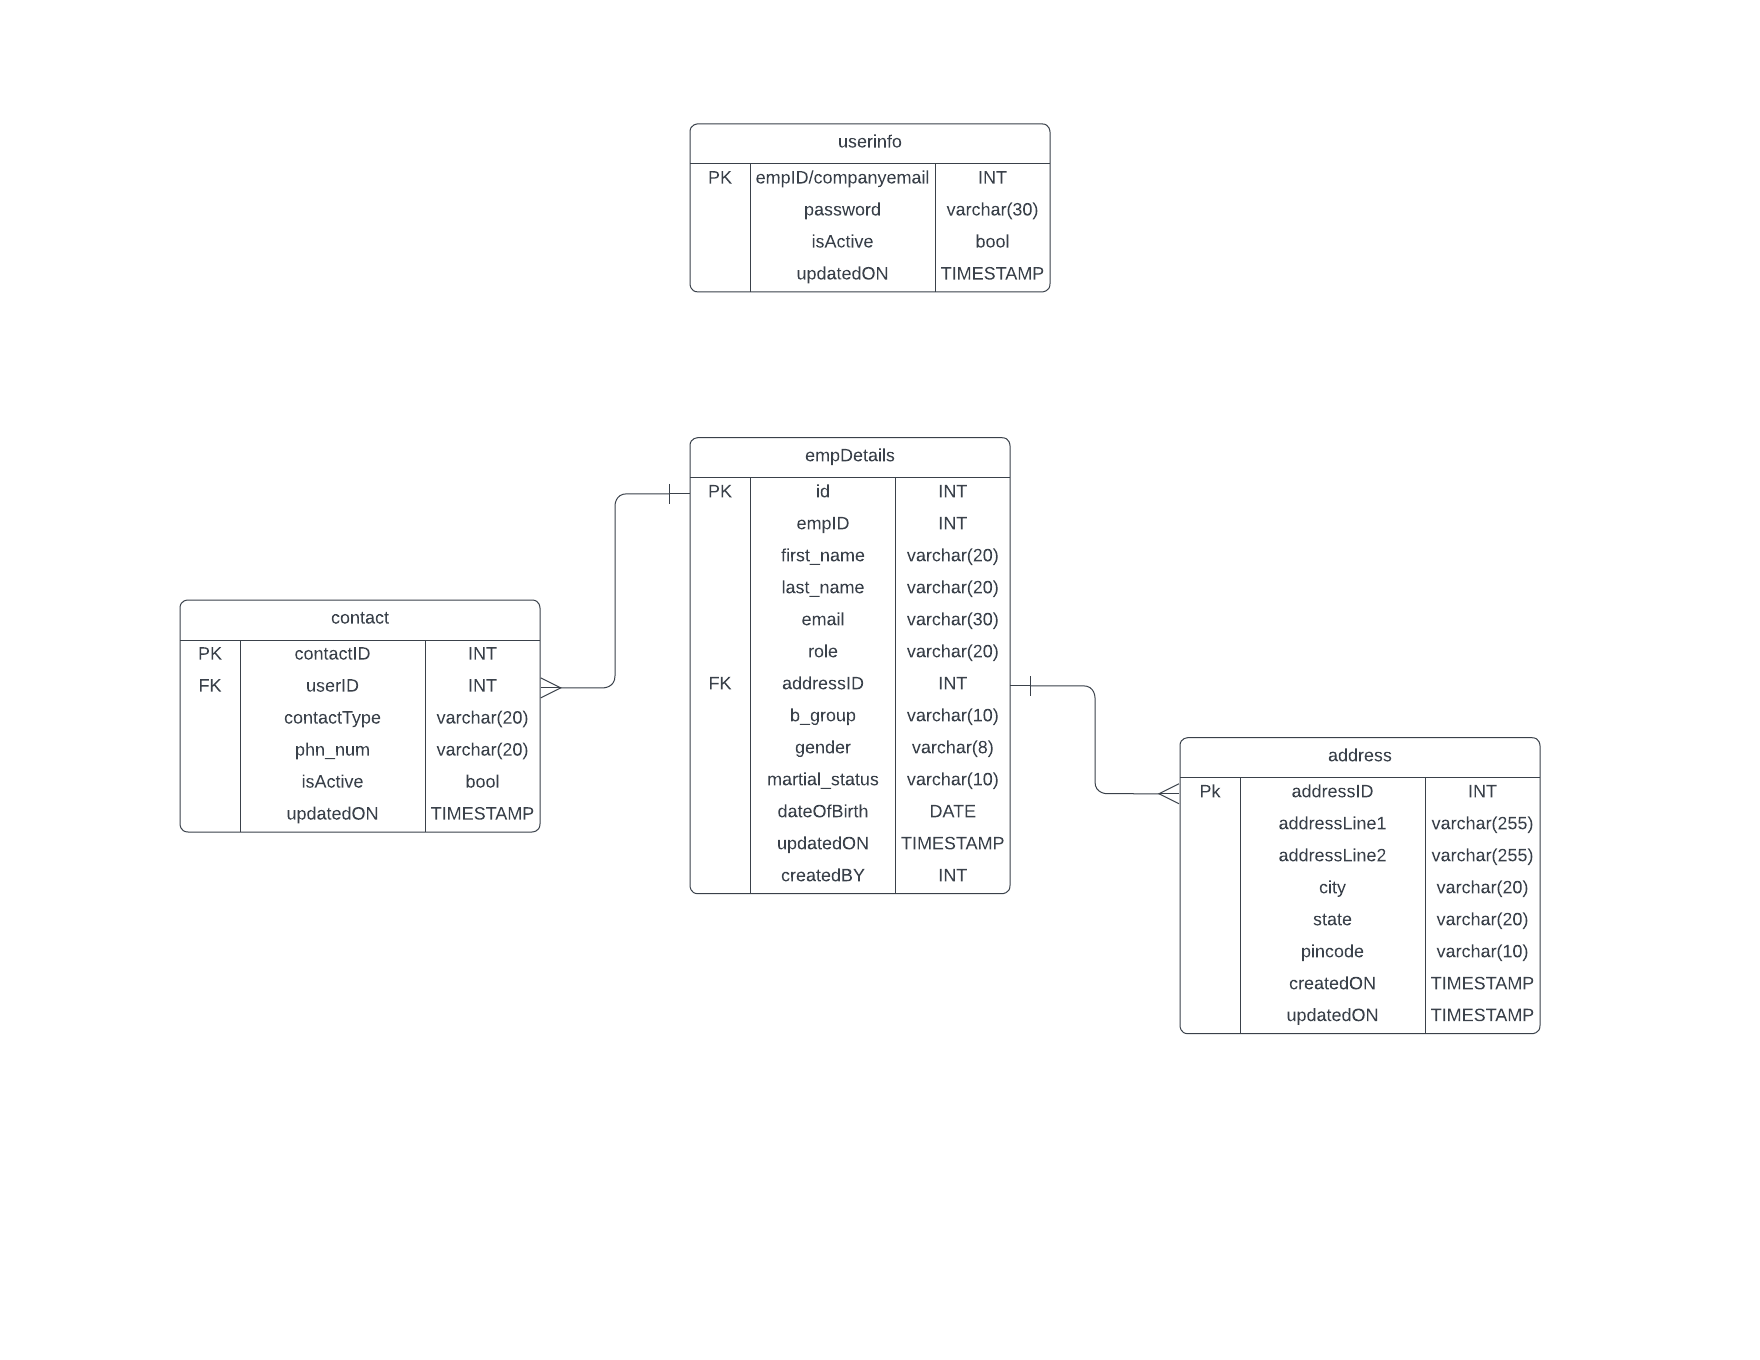 userinfo
PK empID/companyemail INT
password varchar(30)
isActive bool
updatedON TIMESTAMP
empDetails
PK id INT
empID INT
first_name varchar(20)
last_name varchar(20)
email varchar(30)
role varchar(20)
FK addressID INT
b_group varchar(10)
gender varchar(8)
martial_status varchar(10)
dateOfBirth DATE
updatedON TIMESTAMP
createdBY INT
contact
PK contactID INT
FK userID INT
contactType varchar(20)
phn_num varchar(20)
isActive bool
updatedON TIMESTAMP
address
Pk addressID INT
addressLine1 varchar(255)
addressLine2 varchar(255)
city varchar(20)
state varchar(20)
pincode varchar(10)
createdON TIMESTAMP
updatedON TIMESTAMP